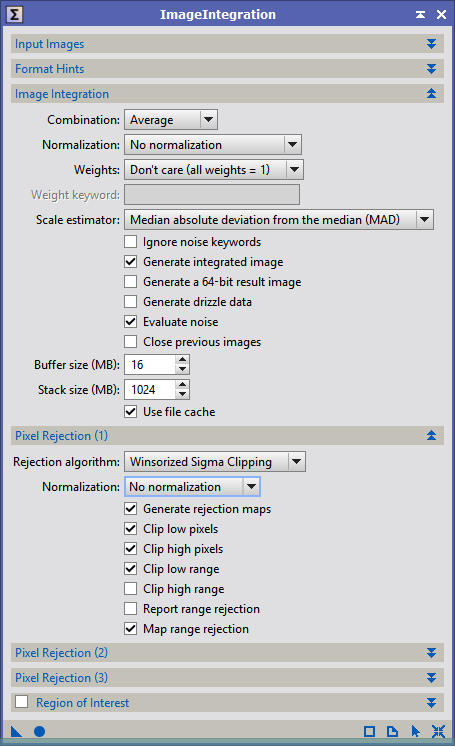 Σ ImageIntegration
Input Images
Format Hints
Image Integration
Combination: Average
Normalization: No normalization
Weights: Don't care (all weights = 1)
Weight keyword:
Scale estimator: Median absolute deviation from the median (MAD)
Ignore noise keywords
Generate integrated image
Generate a 64-bit result image
Generate drizzle data
Evaluate noise
Close previous images
Buffer size (MB): 16
Stack size (MB): 1024
Use file cache
Pixel Rejection (1)
Rejection algorithm: Winsorized Sigma Clipping
Normalization: No normalization
Generate rejection maps
Clip low pixels
Clip high pixels
Clip low range
Clip high range
Report range rejection
Map range rejection
Pixel Rejection (2)
Pixel Rejection (3)
Region of Interest